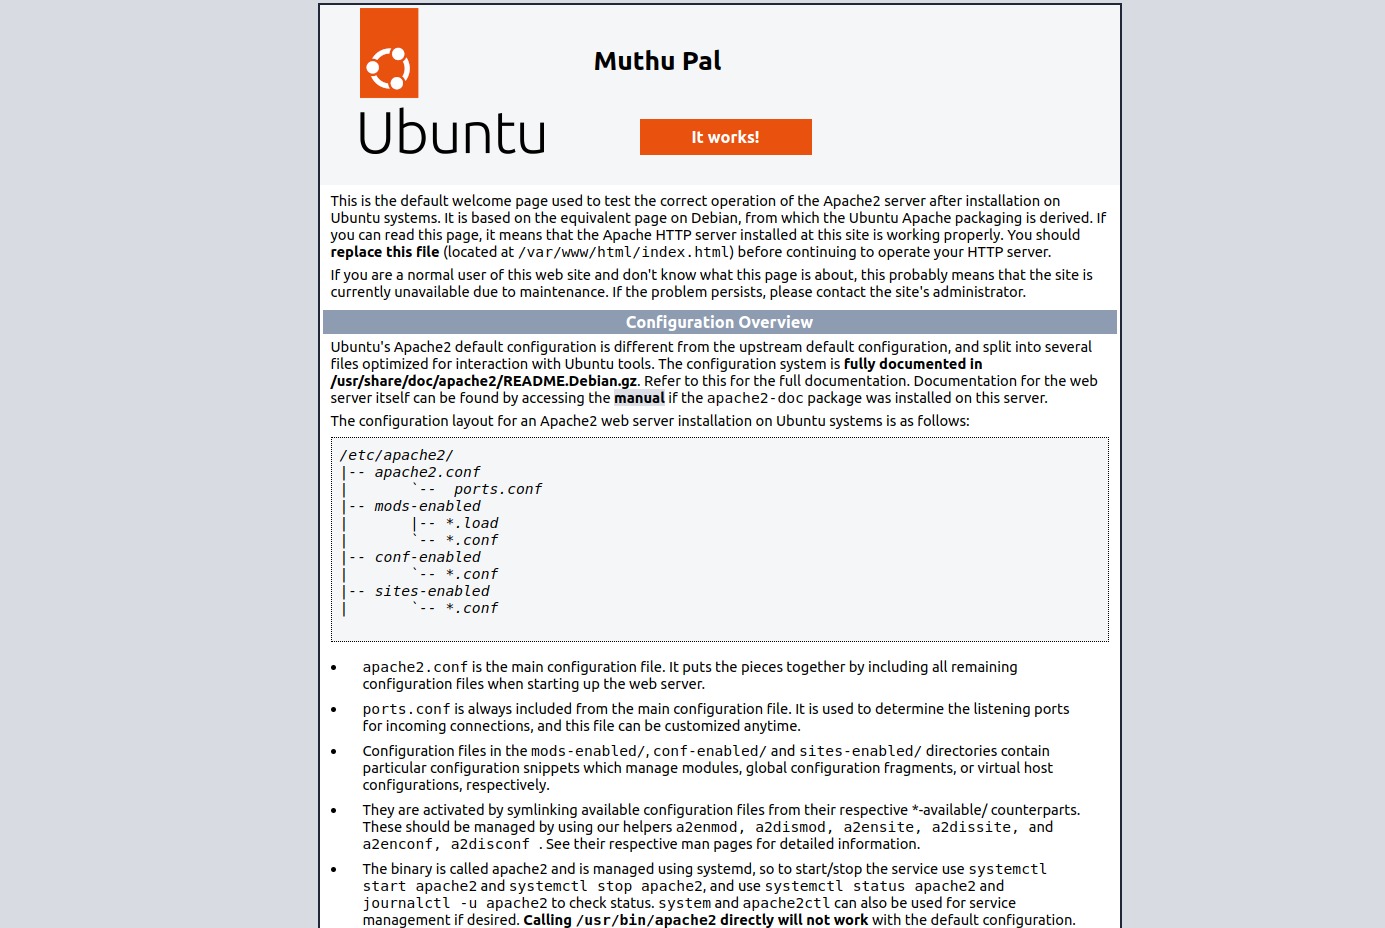 Muthu Pal
Ubuntu
It works!
This is the default welcome page used to test the correct operation of the Apache2 server after installation on
Ubuntu systems. It is based on the equivalent page on Debian, from which the Ubuntu Apache packaging is derived. If
you can read this page, it means that the Apache HTTP server installed at this site is working properly. You should
replace this file (located at /var/www/html/index.html) before continuing to operate your HTTP server.
If you are a normal user of this web site and don't know what this page is about, this probably means that the site is
currently unavailable due to maintenance. If the problem persists, please contact the site's administrator.
Configuration Overview
Ubuntu's Apache2 default configuration is different from the upstream default configuration, and split into several
files optimized for interaction with Ubuntu tools. The configuration system is fully documented in
/usr/share/doc/apache2/README.Debian.gz. Refer to this for the full documentation. Documentation for the web
server itself can be found by accessing the manual if the apache2-doc package was installed on this server.
The configuration layout for an Apache2 web server installation on Ubuntu systems is as follows:
/etc/apache2/
|-- apache2.conf
|       `--  ports.conf
|-- mods-enabled
|       |-- *.load
|       `-- *.conf
|-- conf-enabled
|       `-- *.conf
|-- sites-enabled
|       `-- *.conf
• apache2.conf is the main configuration file. It puts the pieces together by including all remaining
configuration files when starting up the web server.
• ports.conf is always included from the main configuration file. It is used to determine the listening ports
for incoming connections, and this file can be customized anytime.
• Configuration files in the mods-enabled/, conf-enabled/ and sites-enabled/ directories contain
particular configuration snippets which manage modules, global configuration fragments, or virtual host
configurations, respectively.
• They are activated by symlinking available configuration files from their respective *-available/ counterparts.
These should be managed by using our helpers a2enmod, a2dismod, a2ensite, a2dissite, and
a2enconf, a2disconf . See their respective man pages for detailed information.
• The binary is called apache2 and is managed using systemd, so to start/stop the service use systemctl
start apache2 and systemctl stop apache2, and use systemctl status apache2 and
journalctl -u apache2 to check status. system and apache2ctl can also be used for service
management if desired. Calling /usr/bin/apache2 directly will not work with the default configuration.